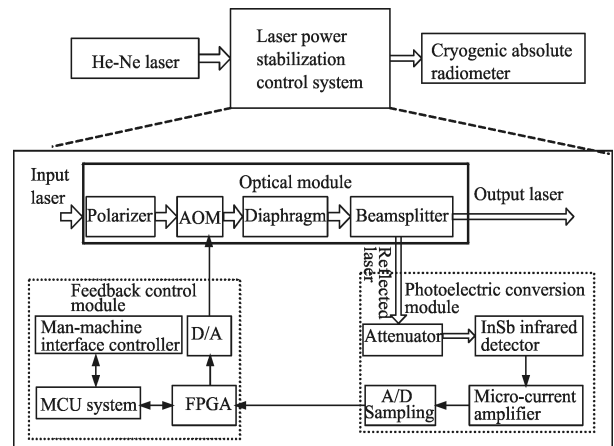 He-Ne laser
Laser power
stabilization
control system
Cryogenic absolute
radiometer
Input
laser
Optical module
Output laser
Polarizer
AOM
Diaphragm
Beamsplitter
Reflected
laser
Feedback control
module
Photoelectric conversion
module
Man-machine
interface controller
D/A
Attenuator
InSb infrared
detector
MCU system
FPGA
A/D
Sampling
Micro-current
amplifier